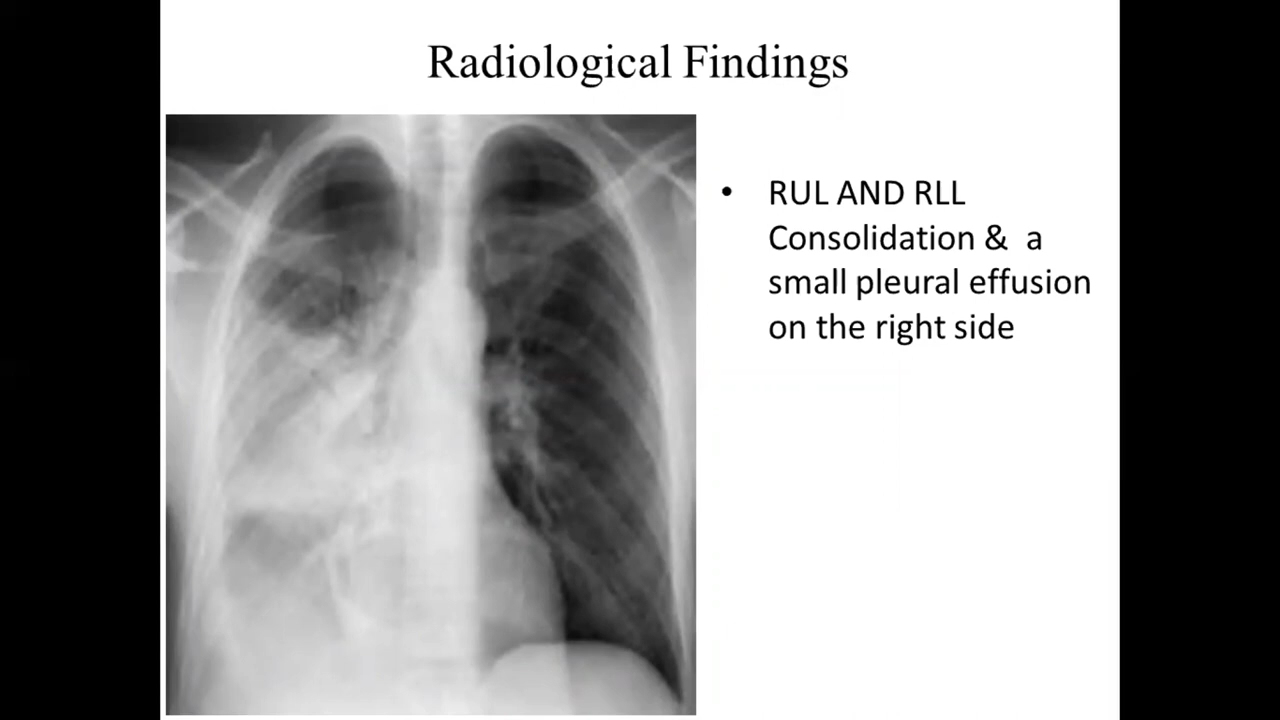 Radiological Findings
• RUL AND RLL
Consolidation & a
small pleural effusion
on the right side